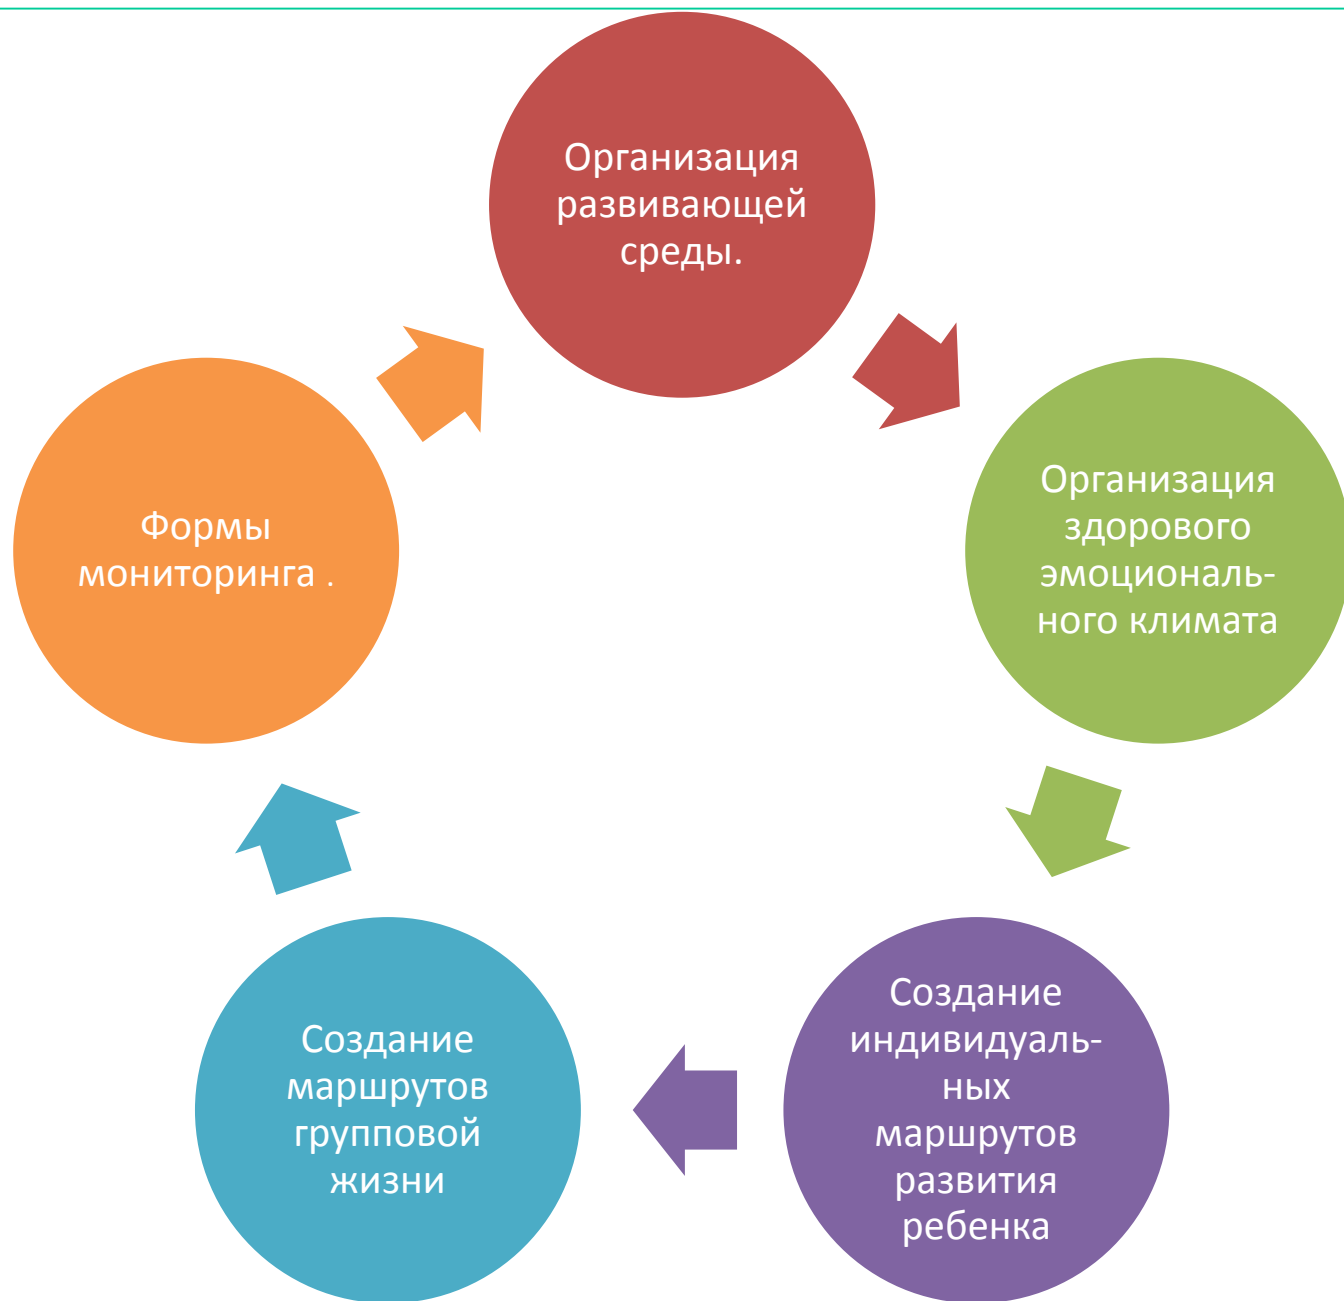 Организация
развивающей
среды.
Организация
здорового
эмоциональ-
ного климата
Создание
индивидуаль-
ных
маршрутов
развития
ребенка
Создание
маршрутов
групповой
жизни
Формы
мониторинга .